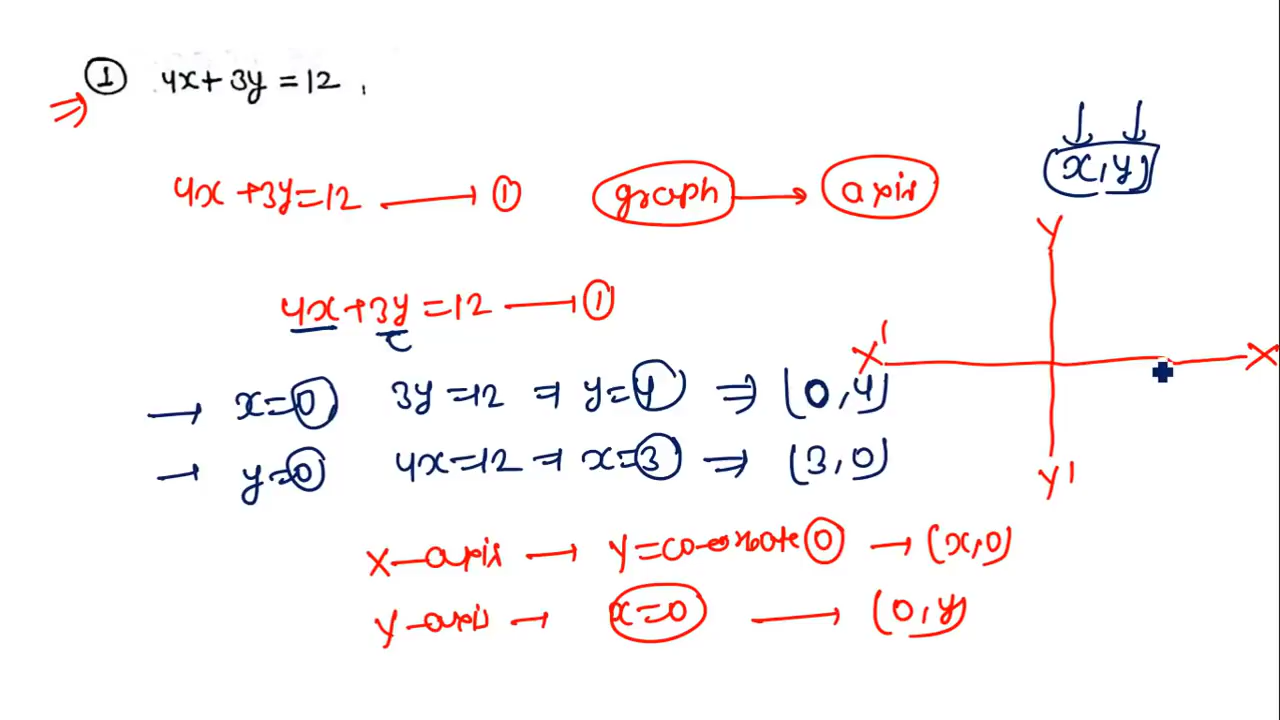 ① 4x+3y=12,
4x+3y=12 —— ① graph → axis
(x,y)
Y
4x+3y=12 —— ①
X' X
→ x=0 3y=12 ⇒ y=4 ⇒ (0,4)
→ y=0 4x=12 ⇒ x=3 ⇒ (3,0)
Y'
X-axis → y=co- 0 → (x,0)
y-axis → x=0 → (0,y)